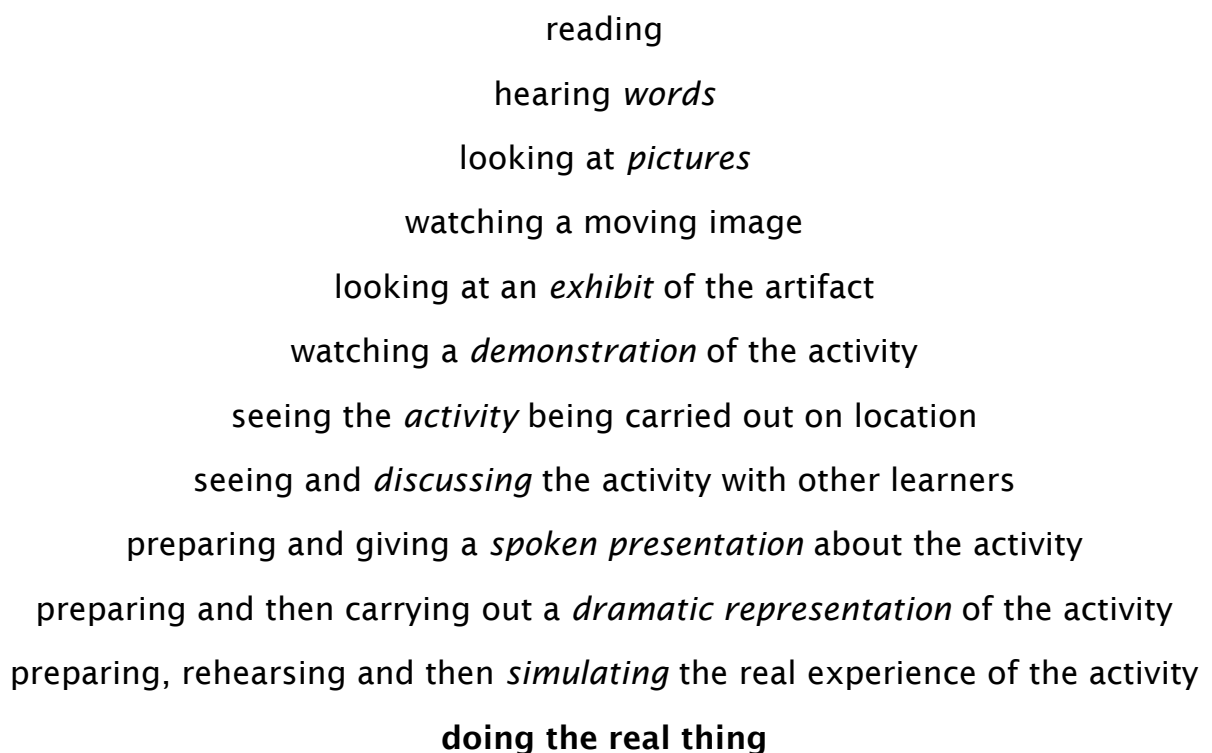 reading
hearing words
looking at pictures
watching a moving image
looking at an exhibit of the artifact
watching a demonstration of the activity
seeing the activity being carried out on location
seeing and discussing the activity with other learners
preparing and giving a spoken presentation about the activity
preparing and then carrying out a dramatic representation of the activity
preparing, rehearsing and then simulating the real experience of the activity
doing the real thing